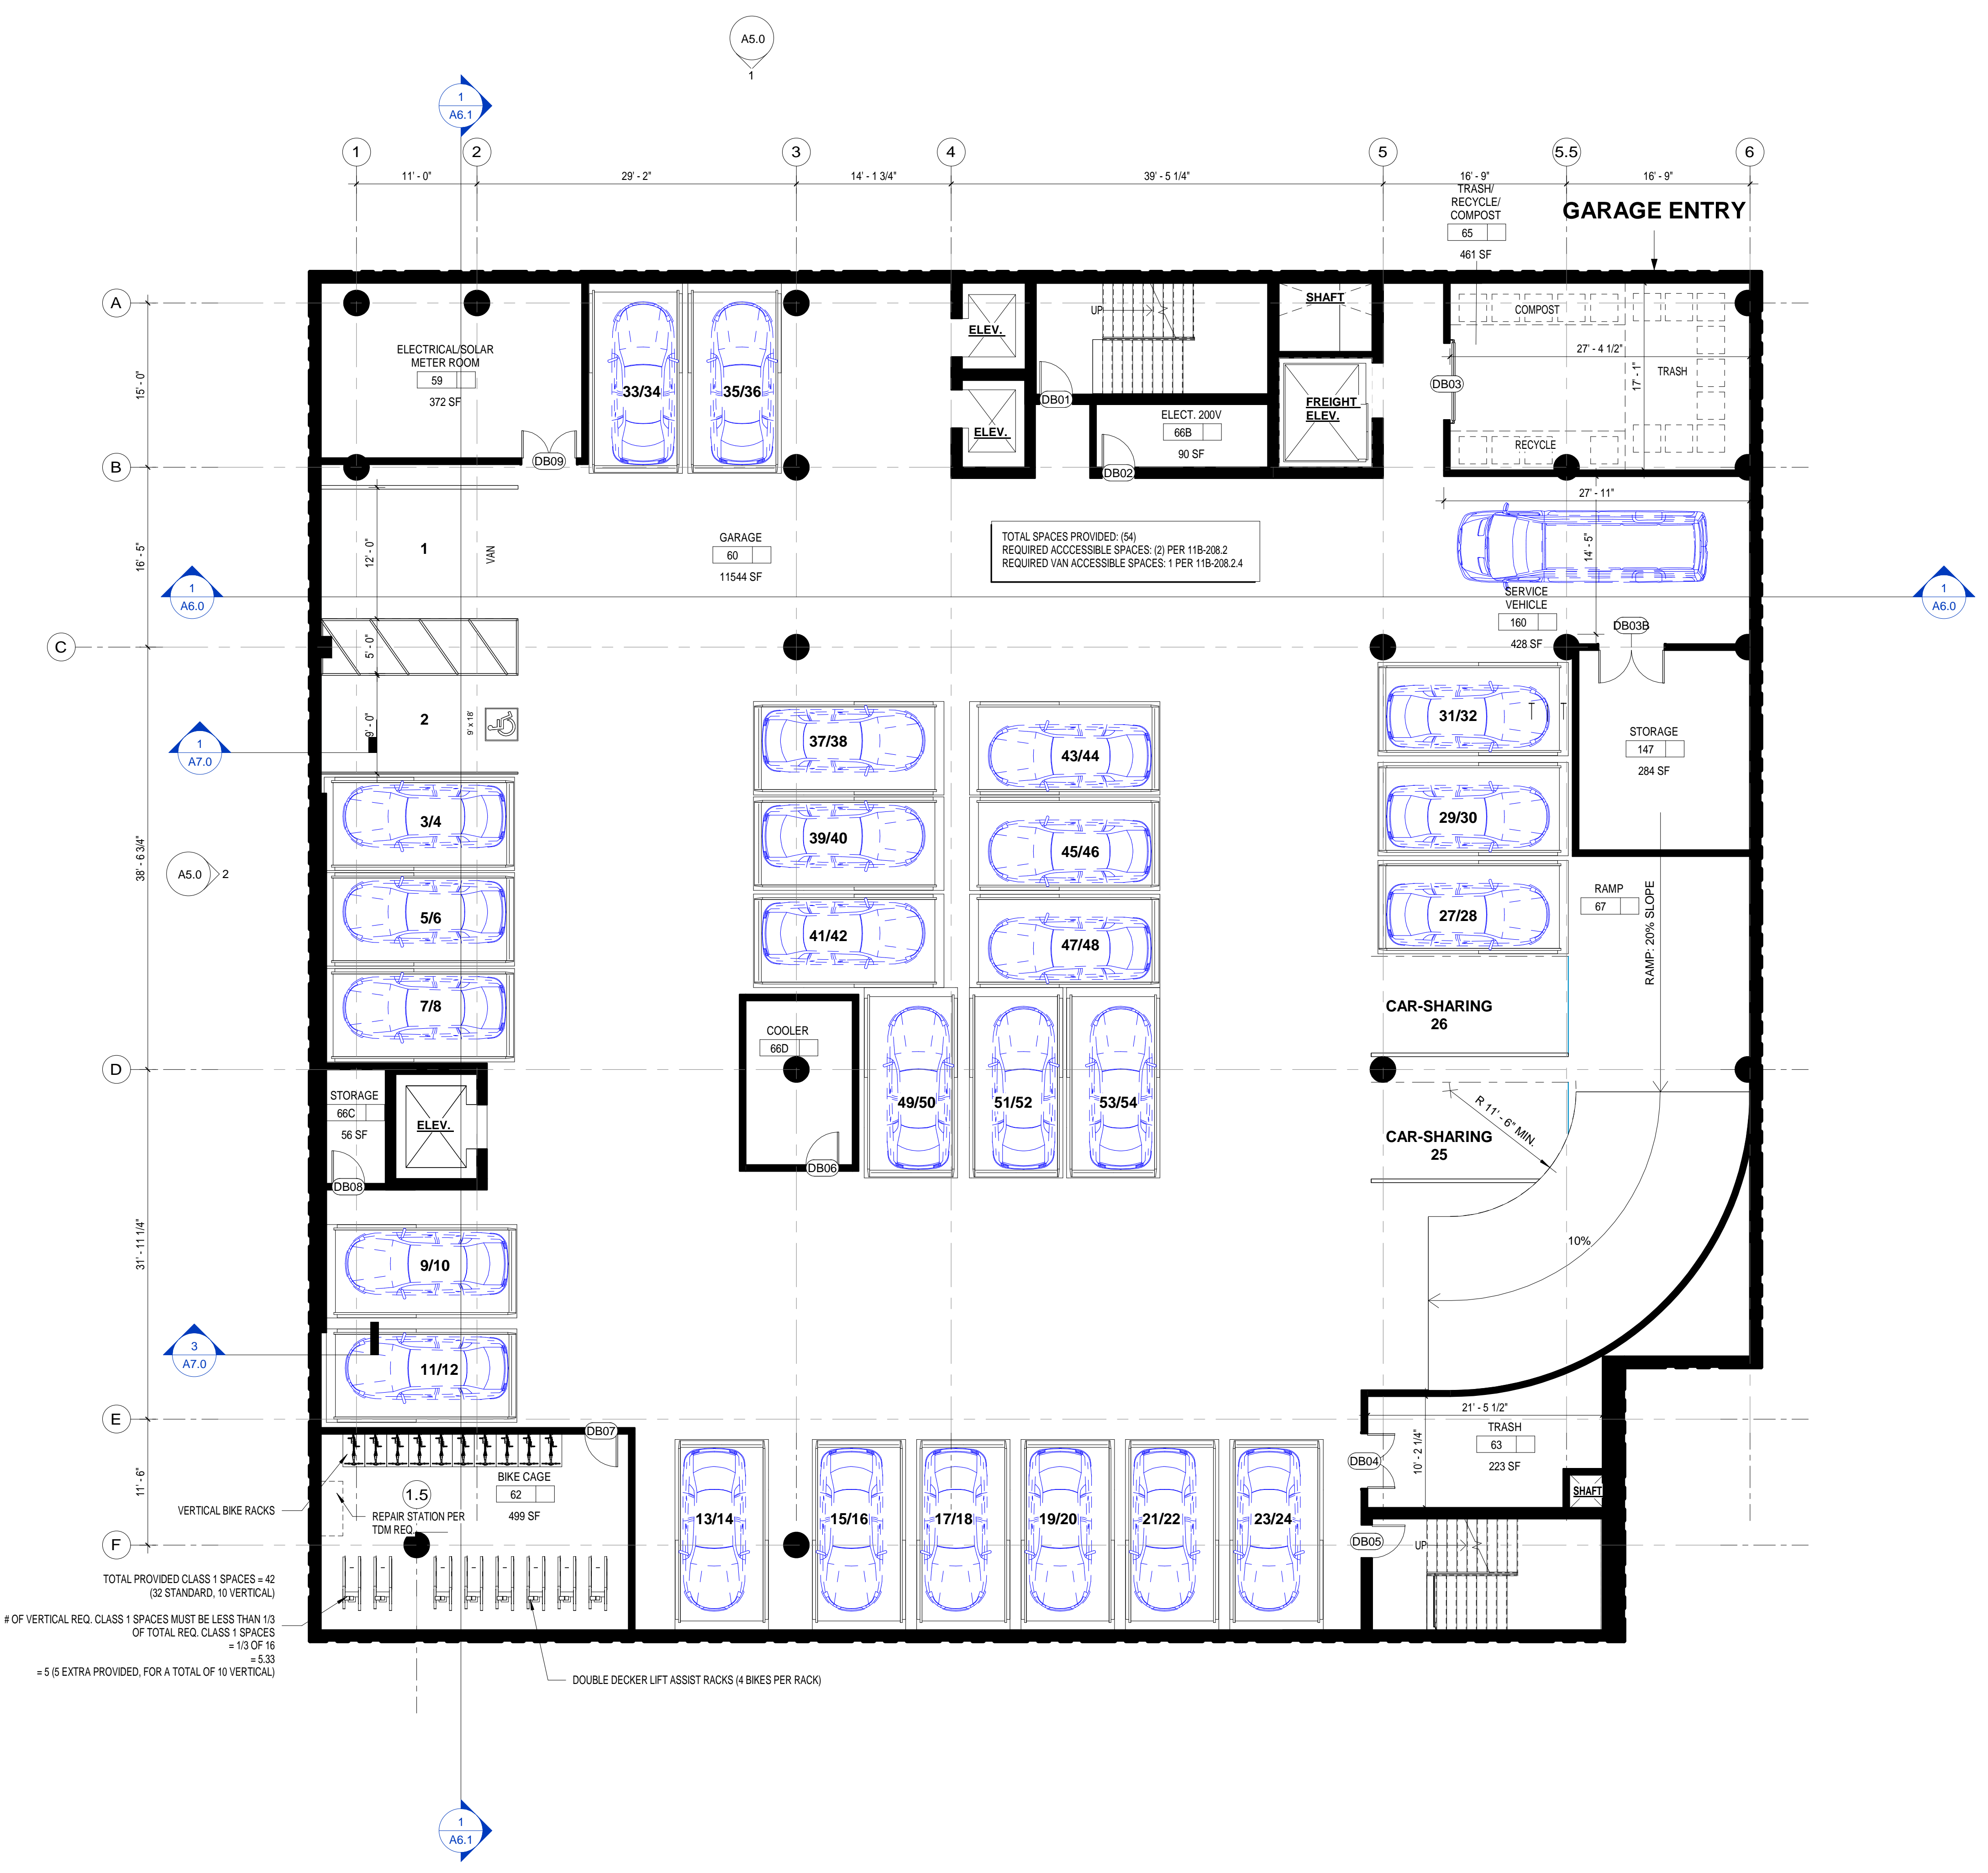 A5.0
1
1
A6.1
1
2
3
4
5
5.5
6
11' - 0"
29' - 2"
14' - 1 3/4"
39' - 5 1/4"
16' - 9"
16' - 9"
TRASH/
RECYCLE/
COMPOST
65
461 SF
GARAGE ENTRY
A
B
C
D
E
F
15' - 0"
16' - 5"
38' - 6 3/4"
31' - 11 1/4"
11' - 6"
ELECTRICAL/SOLAR
METER ROOM
59
372 SF
DB09
33/34
35/36
ELEV.
ELEV.
UP
DB01
SHAFT
FREIGHT
ELEV.
ELECT. 200V
66B
90 SF
DB02
DB03
COMPOST
27' - 4 1/2"
17' - 1"
TRASH
RECYCLE
27' - 11"
14' - 5"
SERVICE
VEHICLE
160
428 SF
DB03B
1
12' - 0"
VAN
GARAGE
60
11544 SF
TOTAL SPACES PROVIDED: (54)
REQUIRED ACCCESSIBLE SPACES: (2) PER 11B-208.2
REQUIRED VAN ACCESSIBLE SPACES: 1 PER 11B-208.2.4
1
A6.0
1
A6.0
5' - 0"
2
9' - 0"
9' x 18'
1
A7.0
37/38
43/44
31/32
STORAGE
147
284 SF
3/4
39/40
45/46
29/30
A5.0
2
5/6
41/42
47/48
27/28
RAMP
67
RAMP: 20% SLOPE
7/8
CAR-SHARING
26
COOLER
66D
DB06
49/50
51/52
53/54
STORAGE
66C
56 SF
DB08
ELEV.
R 11' - 6" MIN.
CAR-SHARING
25
10%
9/10
3
A7.0
11/12
DB07
BIKE CAGE
62
499 SF
1.5
VERTICAL BIKE RACKS
REPAIR STATION PER
TDM REQ.
13/14
15/16
17/18
19/20
21/22
23/24
21' - 5 1/2"
10' - 2 1/4"
TRASH
63
223 SF
DB04
SHAFT
DB05
UP
TOTAL PROVIDED CLASS 1 SPACES = 42
(32 STANDARD, 10 VERTICAL)
# OF VERTICAL REQ. CLASS 1 SPACES MUST BE LESS THAN 1/3
OF TOTAL REQ. CLASS 1 SPACES
= 1/3 OF 16
= 5.33
= 5 (5 EXTRA PROVIDED, FOR A TOTAL OF 10 VERTICAL)
DOUBLE DECKER LIFT ASSIST RACKS (4 BIKES PER RACK)
1
A6.1